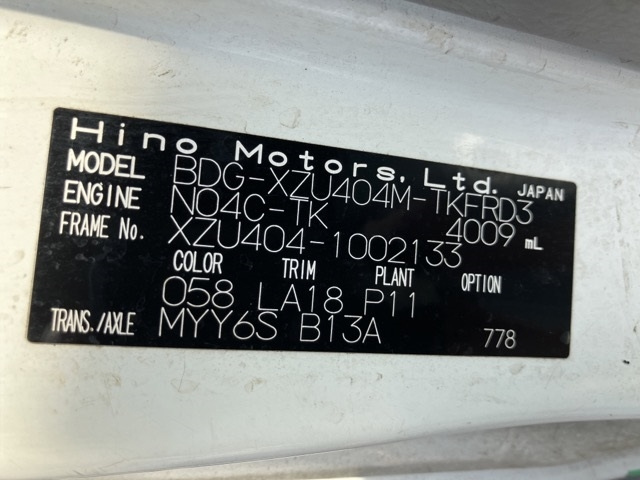 Hino Motors, Ltd. JAPAN
MODEL BDG-XZU404M-TKFRD3
ENGINE N04C-TK 4009 mL
FRAME No. XZU404-1002133
COLOR TRIM PLANT OPTION
058 LA18 P11
TRANS./AXLE MYY6S B13A 778